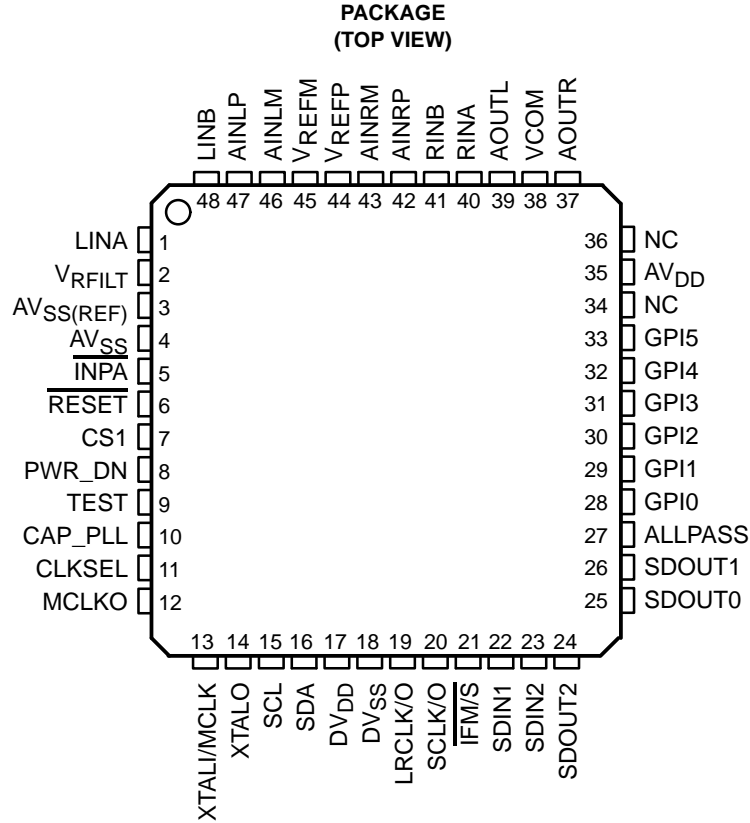 PACKAGE
(TOP VIEW)
LINB AINLP AINLM VREFM VREFP AINRM AINRP RINB RINA AOUTL VCOM AOUTR
48 47 46 45 44 43 42 41 40 39 38 37
LINA 1 36 NC
VRFILT 2 35 AVDD
AVSS(REF) 3 34 NC
AVSS 4 33 GPI5
INPA 5 32 GPI4
RESET 6 31 GPI3
CS1 7 30 GPI2
PWR_DN 8 29 GPI1
TEST 9 28 GPI0
CAP_PLL 10 27 ALLPASS
CLKSEL 11 26 SDOUT1
MCLKO 12 25 SDOUT0
13 14 15 16 17 18 19 20 21 22 23 24
XTALI/MCLK XTALO SCL SDA DVDD DVSS LRCLK/O SCLK/O IFM/S SDIN1 SDIN2 SDOUT2